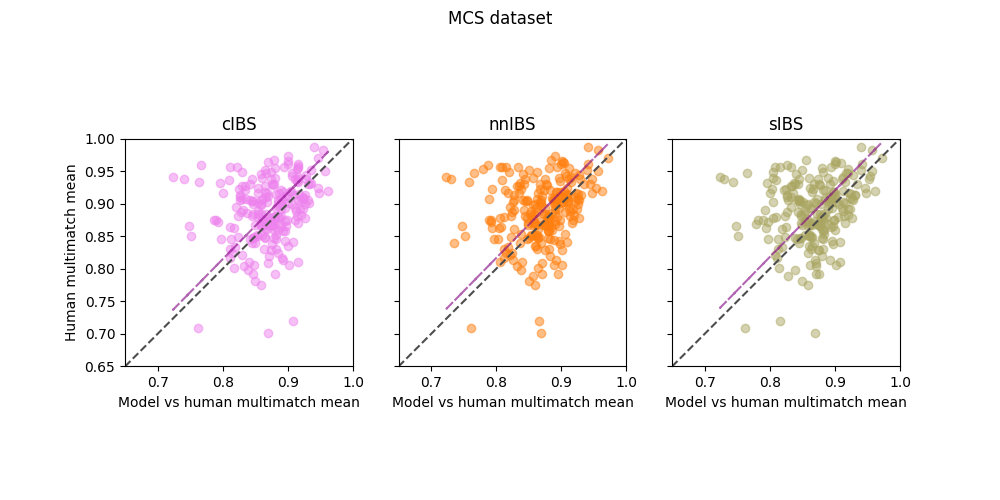 MCS dataset
cIBS
nnIBS
sIBS
1.00
0.95
0.90
0.85
0.80
0.75
0.70
0.65
Human multimatch mean
0.7 0.8 0.9 1.0
0.7 0.8 0.9 1.0
0.7 0.8 0.9 1.0
Model vs human multimatch mean
Model vs human multimatch mean
Model vs human multimatch mean